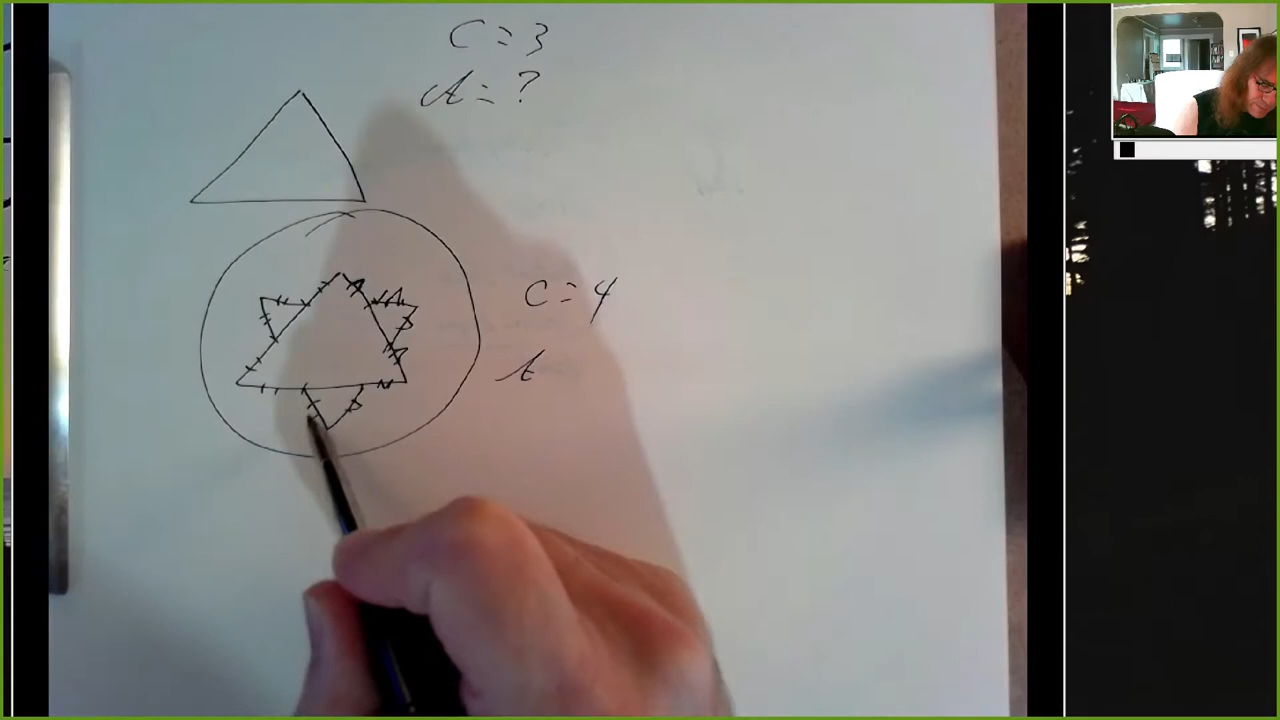 C = 3
A = ?
C = 4
A